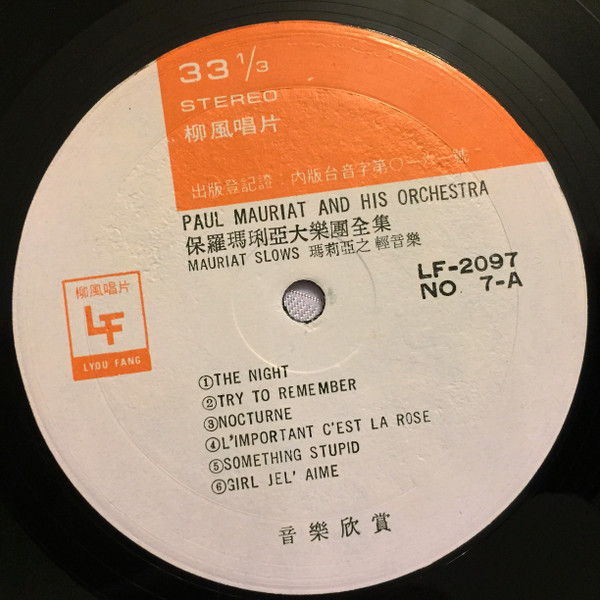 33 1/3
STEREO
柳風唱片
出版登記證:內版台音字第〇一六一號
PAUL MAURIAT AND HIS ORCHESTRA
保羅瑪琍亞大樂團全集
MAURIAT SLOWS 瑪莉亞之 輕音樂
LF-2097
NO 7-A
柳風唱片
LF
LYOU FANG
①THE NIGHT
②TRY TO REMEMBER
③NOCTURNE
④L'IMPORTANT C'EST LA ROSE
⑤SOMETHING STUPID
⑥GIRL JEL' AIME
音樂欣賞